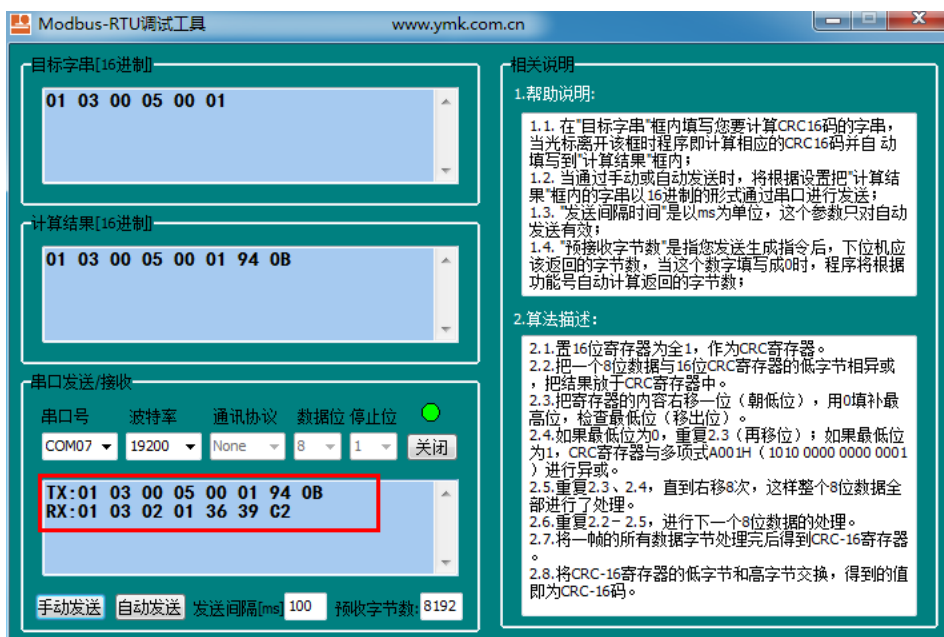 Modbus-RTU调试工具 www.ymk.com.cn
目标字串[16进制]
01 03 00 05 00 01
计算结果[16进制]
01 03 00 05 00 01 94 0B
串口发送/接收
串口号 波特率 通讯协议 数据位 停止位
COM07 19200 None 8 1 关闭
TX:01 03 00 05 00 01 94 0B
RX:01 03 02 01 36 39 C2
手动发送 自动发送 发送间隔[ms] 100 预收字节数: 8192
相关说明
1.帮助说明:
1.1. 在"目标字串"框内填写您要计算CRC16码的字串，
当光标离开该框时程序即计算相应的CRC16码并自 动
填写到"计算结果"框内；
1.2. 当通过手动或自动发送时，将根据设置把"计算结
果"框内的字串以16进制的形式通过串口进行发送；
1.3. "发送间隔时间"是以ms为单位，这个参数只对自动
发送有效；
1.4. "预接收字节数"是指您发送生成指令后，下位机应
该返回的字节数，当这个数字填写成0时，程序将根据
功能号自动计算返回的字节数；
2.算法描述：
2.1.置16位寄存器为全1，作为CRC寄存器。
2.2.把一个8位数据与16位CRC寄存器的低字节相异或
，把结果放于CRC寄存器中。
2.3.把寄存器的内容右移一位（朝低位），用0填补最
高位，检查最低位（移出位）。
2.4.如果最低位为0，重复2.3（再移位）；如果最低位
为1，CRC寄存器与多项式A001H（1010 0000 0000 0001
）进行异或。
2.5.重复2.3、2.4，直到右移8次，这样整个8位数据全
部进行了处理。
2.6.重复2.2－2.5，进行下一个8位数据的处理。
2.7.将一帧的所有数据字节处理完后得到CRC-16寄存器
。
2.8.将CRC-16寄存器的低字节和高字节交换，得到的值
即为CRC-16码。